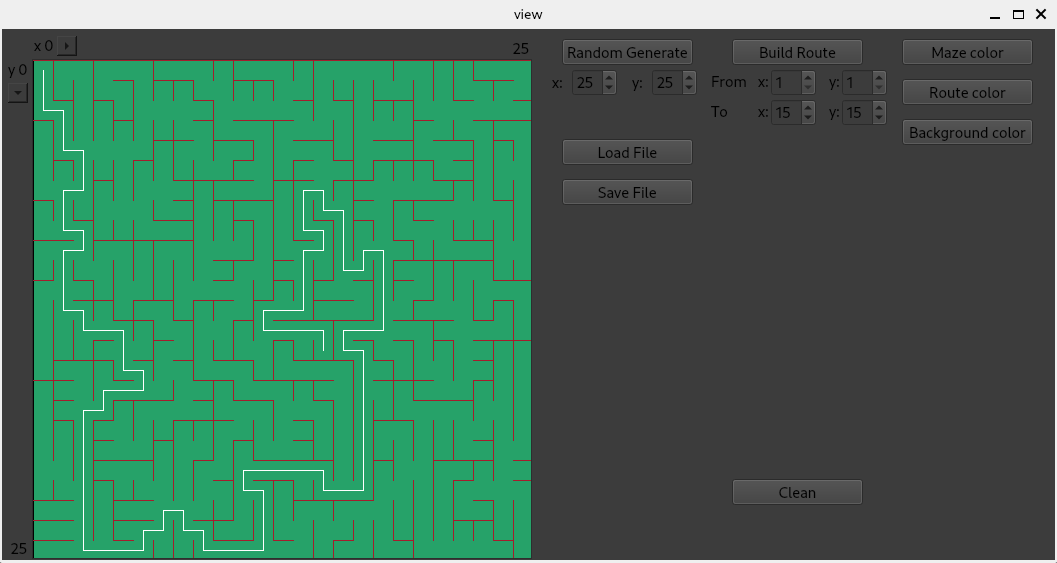 view
x 0
25
y 0
25
Random Generate
x: 25 y: 25
Load File
Save File
Build Route
From x: 1 y: 1
To x: 15 y: 15
Clean
Maze color
Route color
Background color